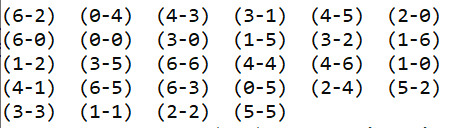 (6-2) (0-4) (4-3) (3-1) (4-5) (2-0)
(6-0) (0-0) (3-0) (1-5) (3-2) (1-6)
(1-2) (3-5) (6-6) (4-4) (4-6) (1-0)
(4-1) (6-5) (6-3) (0-5) (2-4) (5-2)
(3-3) (1-1) (2-2) (5-5)